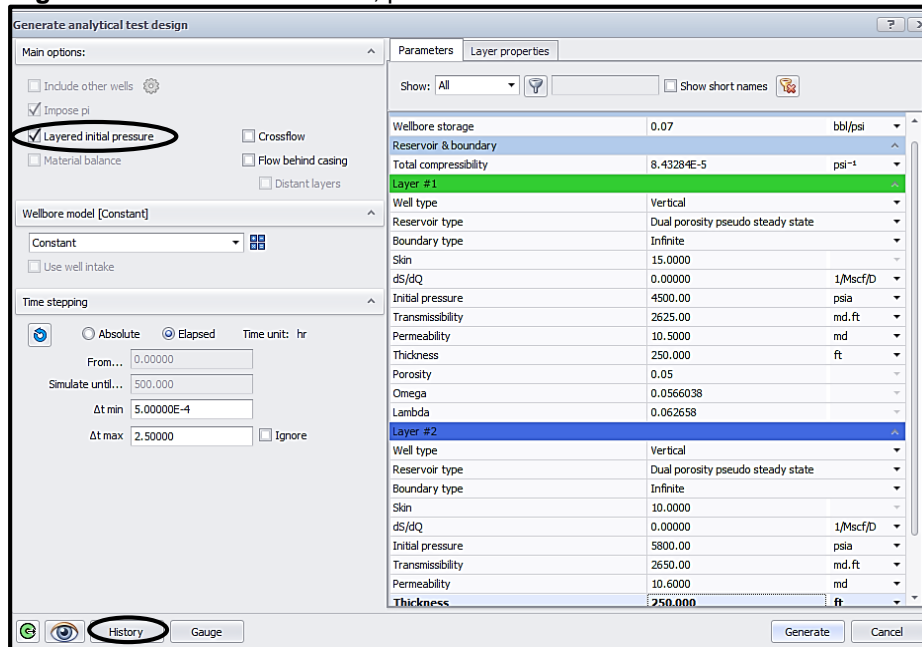 Generate analytical test design
Main options:
Include other wells
Impose pi
Layered initial pressure
Crossflow
Material balance
Flow behind casing
Distant layers
Wellbore model [Constant]
Constant
Use well intake
Time stepping
Absolute Elapsed Time unit: hr
From... 0.00000
Simulate until... 500.000
Δt min 5.00000E-4
Δt max 2.50000 Ignore
Parameters Layer properties
Show: All Show short names
Wellbore storage 0.07 bbl/psi
Reservoir & boundary
Total compressibility 8.43284E-5 psi⁻¹
Layer #1
Well type Vertical
Reservoir type Dual porosity pseudo steady state
Boundary type Infinite
Skin 15.0000
dS/dQ 0.00000 1/Mscf/D
Initial pressure 4500.00 psia
Transmissibility 2625.00 md.ft
Permeability 10.5000 md
Thickness 250.000 ft
Porosity 0.05
Omega 0.0566038
Lambda 0.062658
Layer #2
Well type Vertical
Reservoir type Dual porosity pseudo steady state
Boundary type Infinite
Skin 10.0000
dS/dQ 0.00000 1/Mscf/D
Initial pressure 5800.00 psia
Transmissibility 2650.00 md.ft
Permeability 10.6000 md
Thickness 250.000 ft
History Gauge Generate Cancel